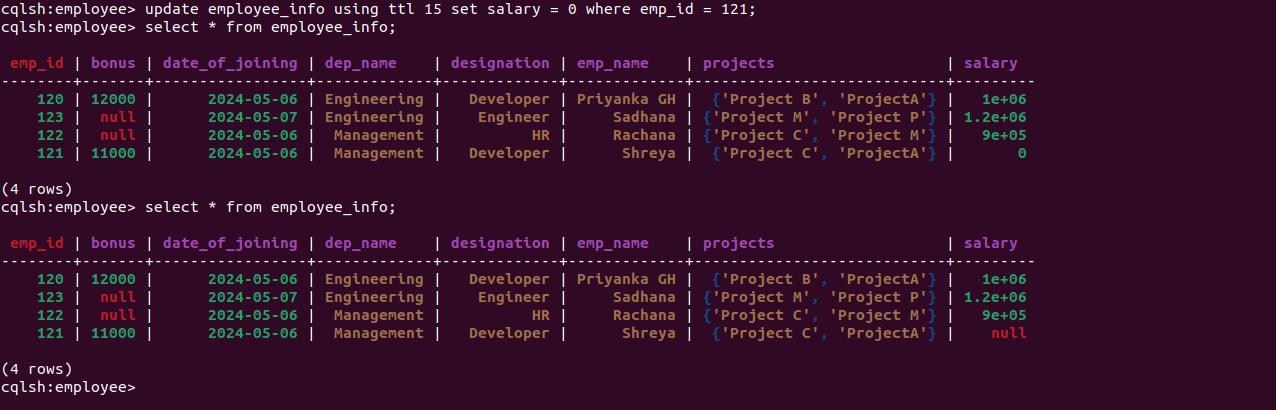 cqlsh:employee> update employee_info using ttl 15 set salary = 0 where emp_id = 121;
cqlsh:employee> select * from employee_info;

 emp_id | bonus | date_of_joining | dep_name    | designation | emp_name    | projects                   | salary
--------+-------+-----------------+-------------+-------------+-------------+----------------------------+---------
    120 | 12000 |      2024-05-06 | Engineering |   Developer | Priyanka GH |  {'Project B', 'ProjectA'} |   1e+06
    123 |  null |      2024-05-07 | Engineering |    Engineer |     Sadhana | {'Project M', 'Project P'} | 1.2e+06
    122 |  null |      2024-05-06 |  Management |          HR |     Rachana | {'Project C', 'Project M'} |   9e+05
    121 | 11000 |      2024-05-06 |  Management |   Developer |      Shreya |  {'Project C', 'ProjectA'} |       0

(4 rows)
cqlsh:employee> select * from employee_info;

 emp_id | bonus | date_of_joining | dep_name    | designation | emp_name    | projects                   | salary
--------+-------+-----------------+-------------+-------------+-------------+----------------------------+---------
    120 | 12000 |      2024-05-06 | Engineering |   Developer | Priyanka GH |  {'Project B', 'ProjectA'} |   1e+06
    123 |  null |      2024-05-07 | Engineering |    Engineer |     Sadhana | {'Project M', 'Project P'} | 1.2e+06
    122 |  null |      2024-05-06 |  Management |          HR |     Rachana | {'Project C', 'Project M'} |   9e+05
    121 | 11000 |      2024-05-06 |  Management |   Developer |      Shreya |  {'Project C', 'ProjectA'} |    null

(4 rows)
cqlsh:employee>